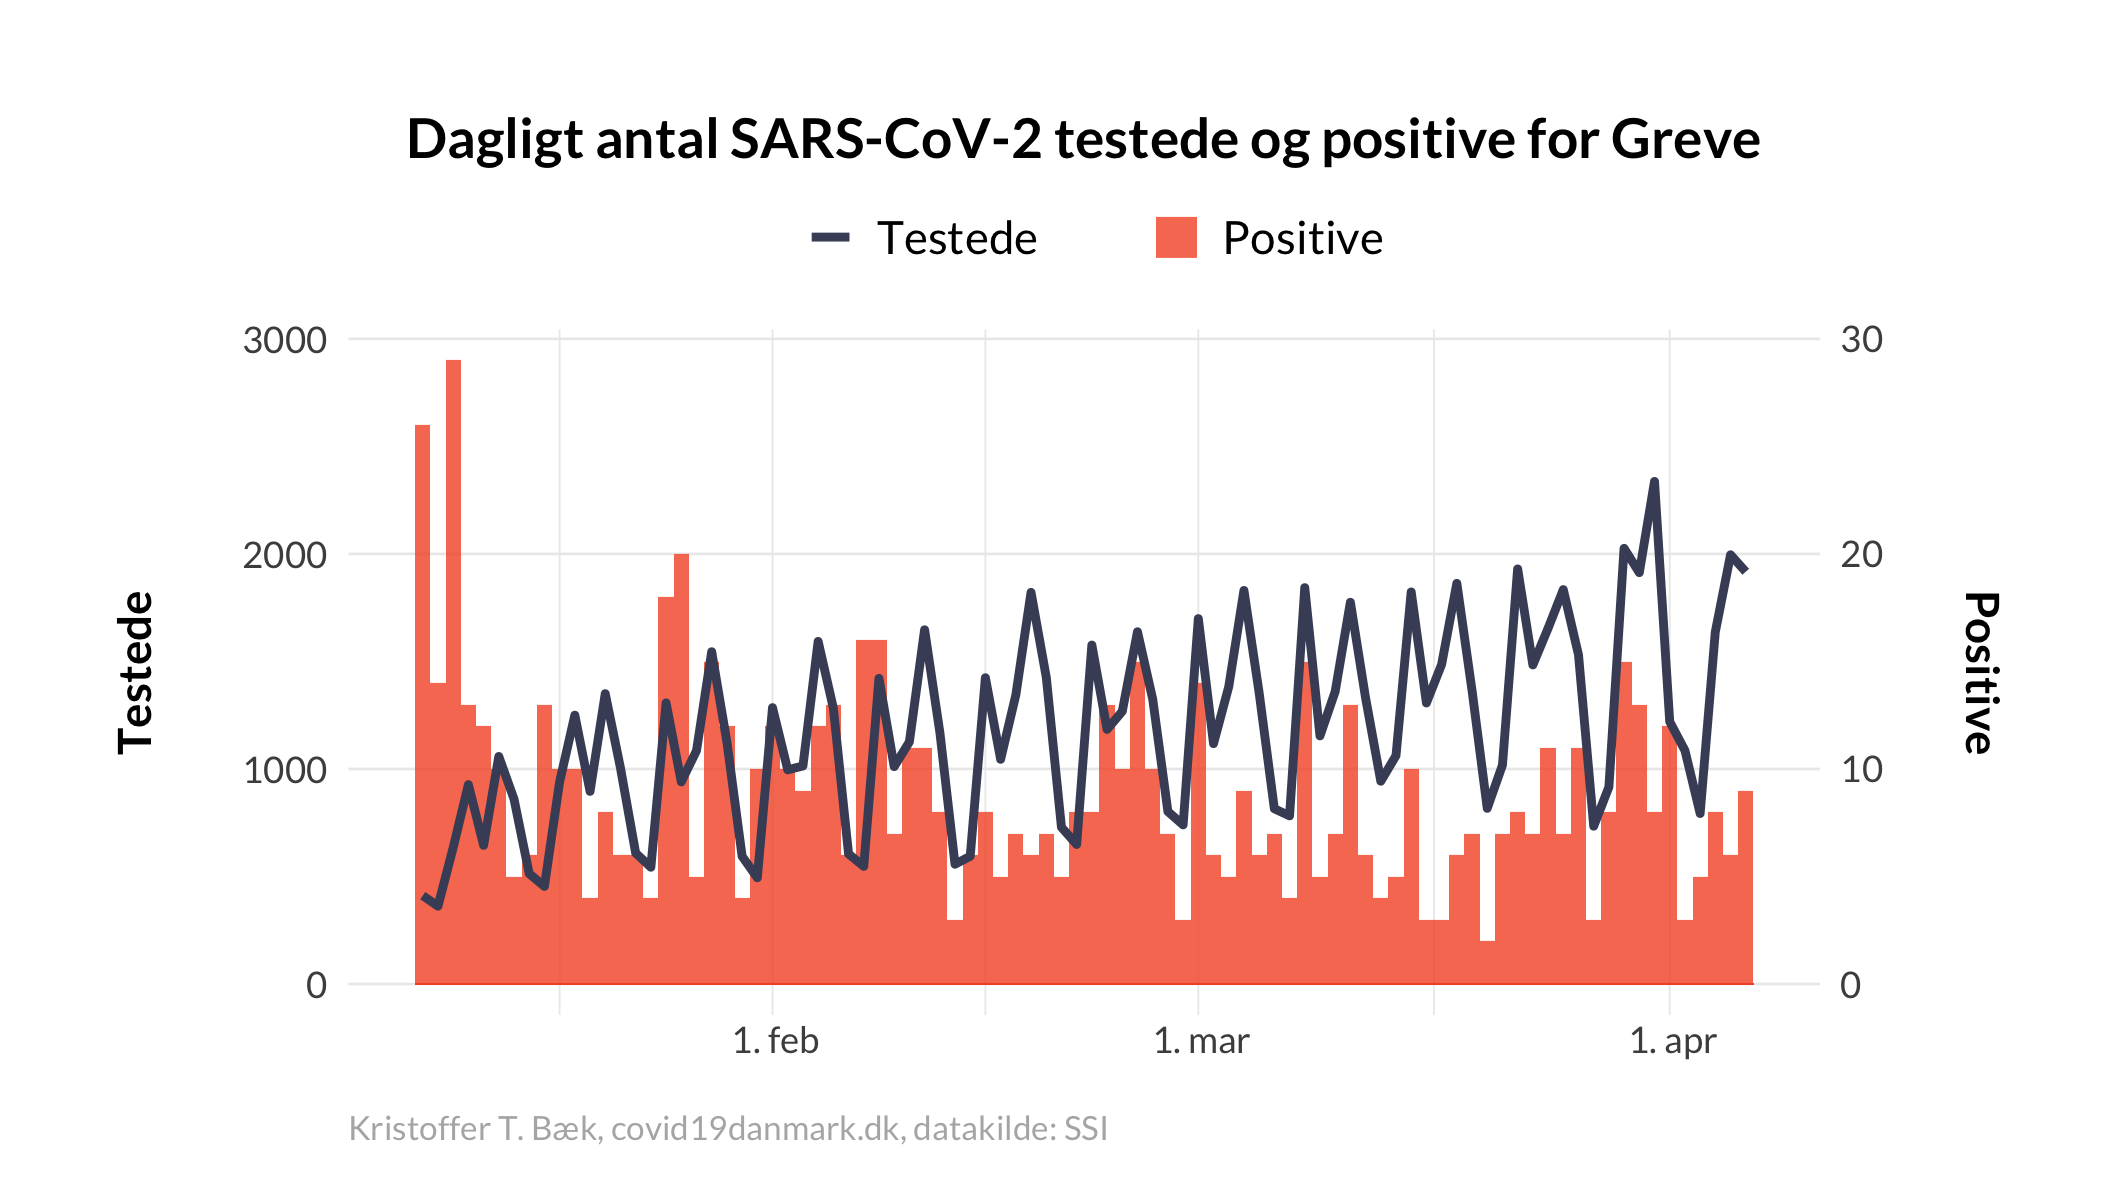 Dagligt antal SARS-CoV-2 testede og positive for Greve
Testede
Positive
3000
2000
1000
0
30
20
10
0
Testede
Positive
1. feb
1. mar
1. apr
Kristoffer T. Bæk, covid19danmark.dk, datakilde: SSI